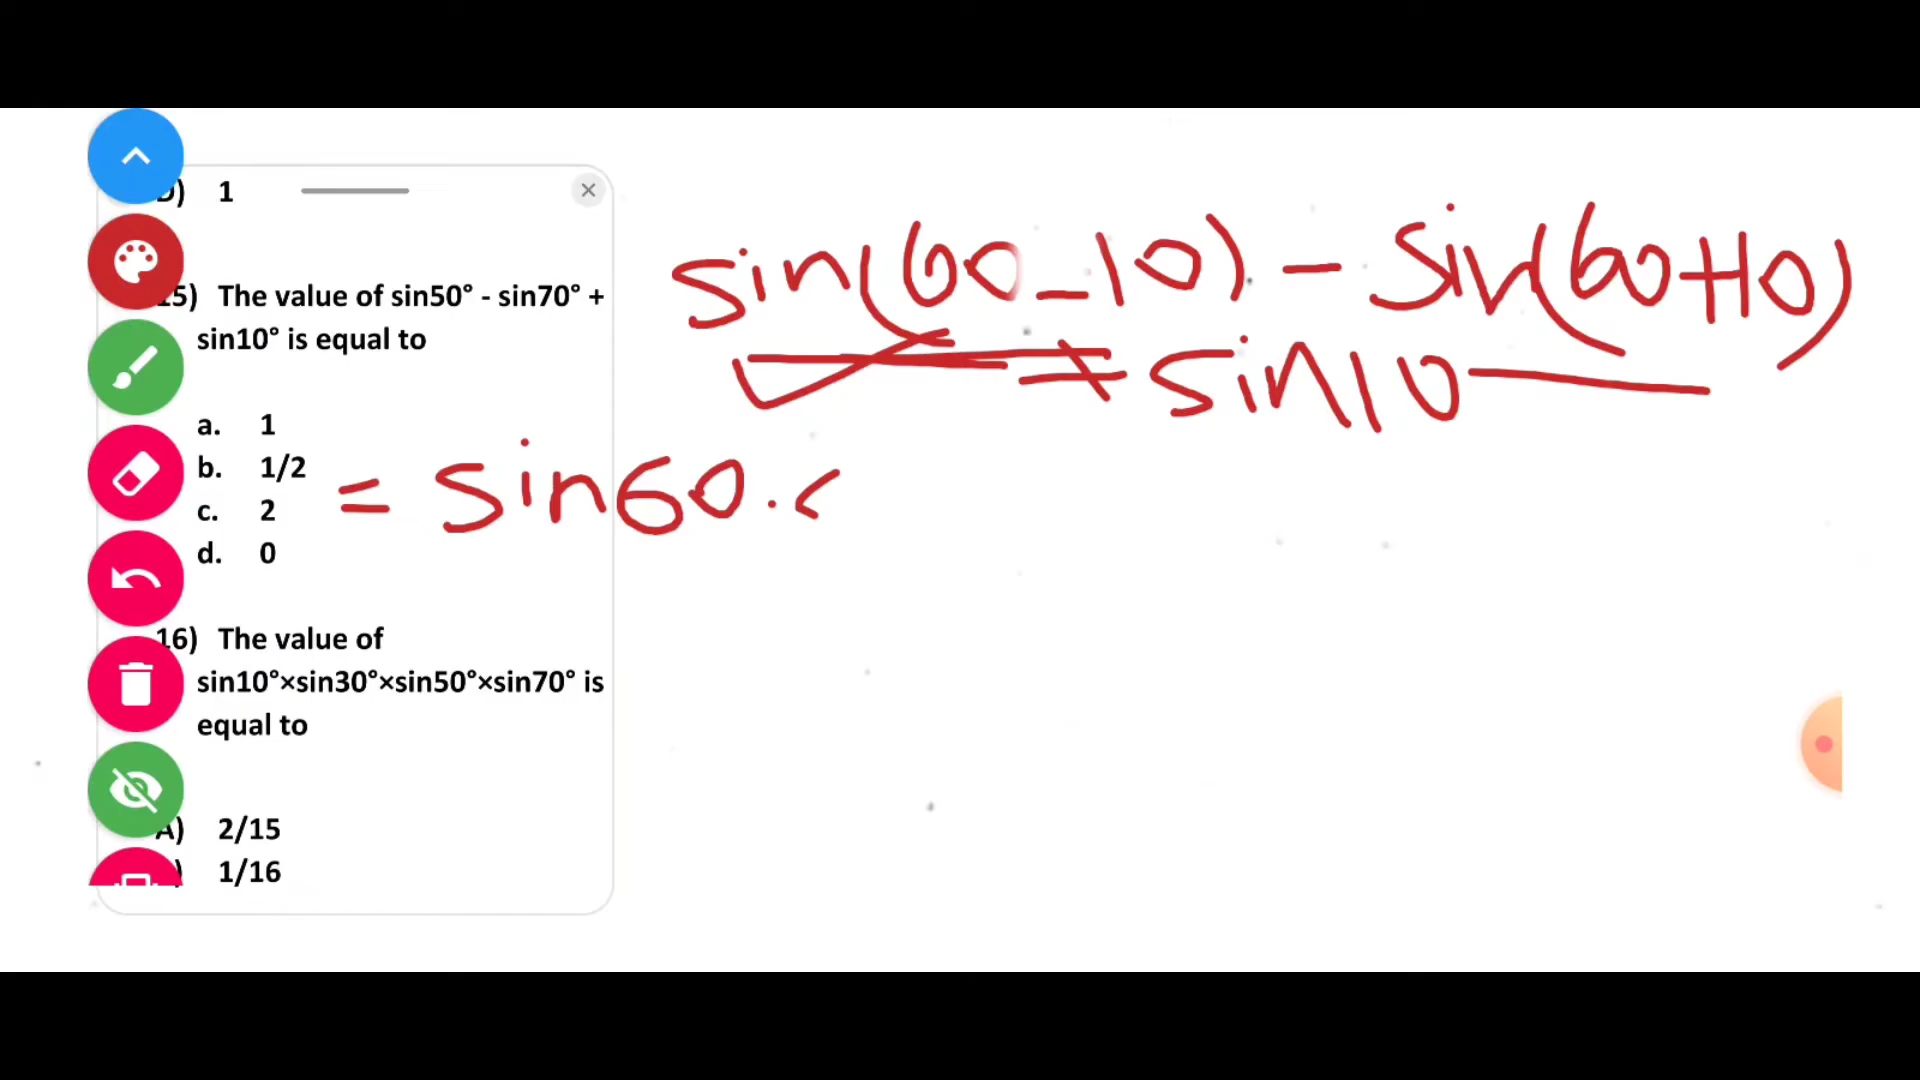 D) 1
15) The value of sin50° - sin70° +
sin10° is equal to
a. 1
b. 1/2
c. 2
d. 0
16) The value of
sin10°×sin30°×sin50°×sin70° is
equal to
A) 2/15
) 1/16
sin(60-10) - sin(60+10)
+ sin10
= sin60.c